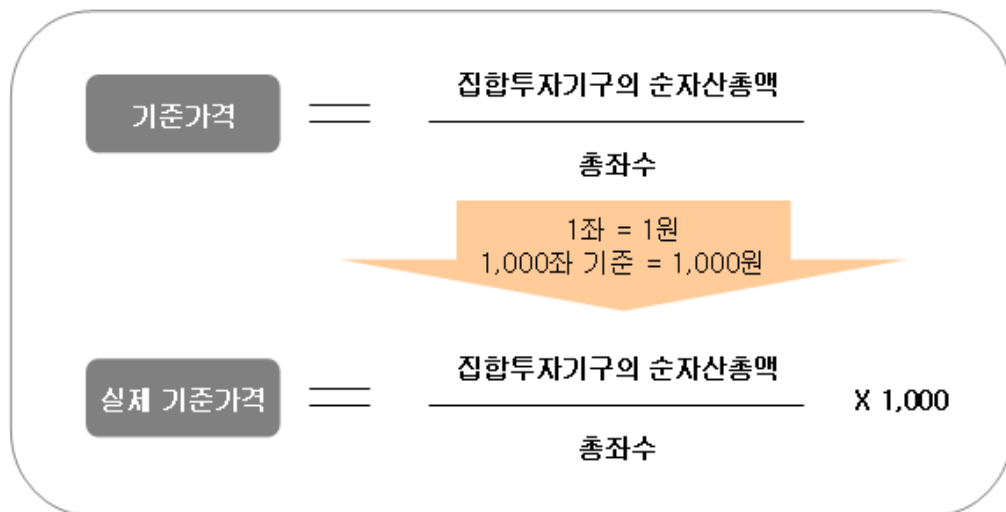 집합투자기구의 순자산총액
기준가격
총좌수
1좌 = 1원
1,000좌 기준 = 1,000원
집합투자기구의 순자산총액
실제 기준가격
X 1,000
총좌수